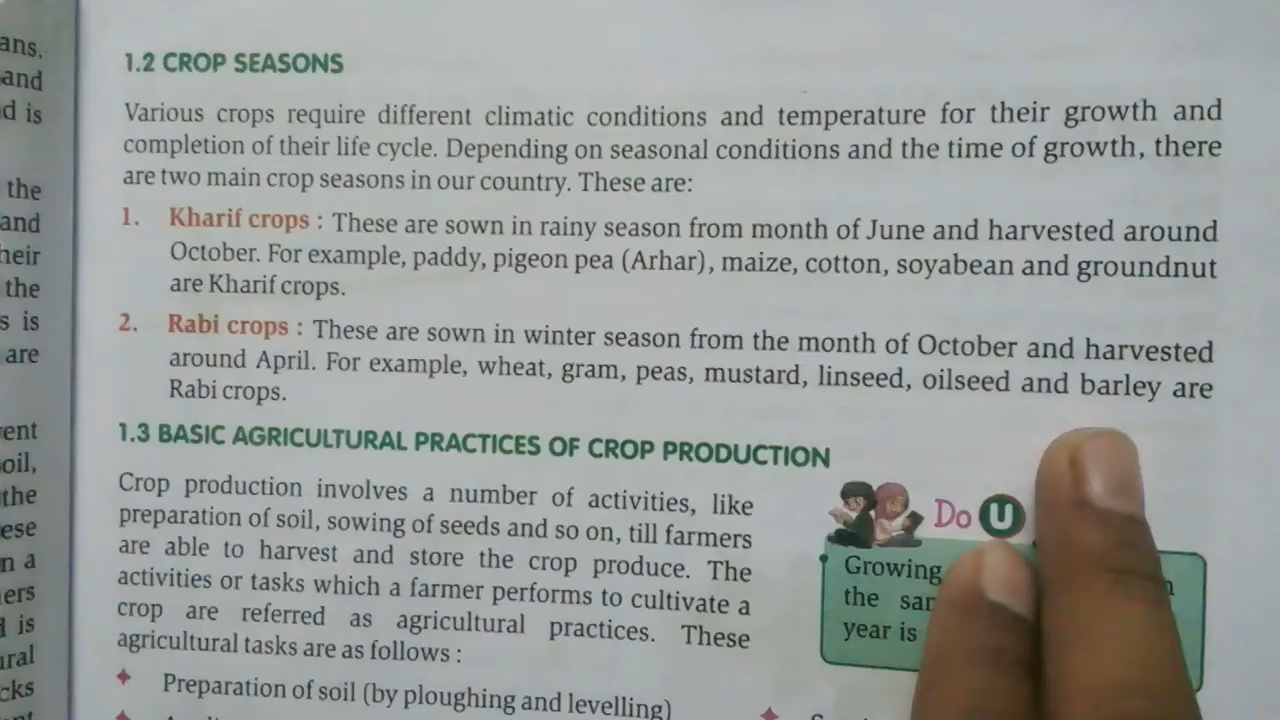 ans.
and
d is
the
and
heir
the
s is
are
ent
oil,
the
ese
n a
ers
d is
ural
cks
1.2 CROP SEASONS
Various crops require different climatic conditions and temperature for their growth and
completion of their life cycle. Depending on seasonal conditions and the time of growth, there
are two main crop seasons in our country. These are:
1. Kharif crops : These are sown in rainy season from month of June and harvested around
October. For example, paddy, pigeon pea (Arhar), maize, cotton, soyabean and groundnut
are Kharif crops.
2. Rabi crops : These are sown in winter season from the month of October and harvested
around April. For example, wheat, gram, peas, mustard, linseed, oilseed and barley are
Rabi crops.
1.3 BASIC AGRICULTURAL PRACTICES OF CROP PRODUCTION
Crop production involves a number of activities, like
preparation of soil, sowing of seeds and so on, till farmers
are able to harvest and store the crop produce. The
activities or tasks which a farmer performs to cultivate a
crop are referred as agricultural practices. These
agricultural tasks are as follows :
Preparation of soil (by ploughing and levelling)
Do U
Growing
the
year is